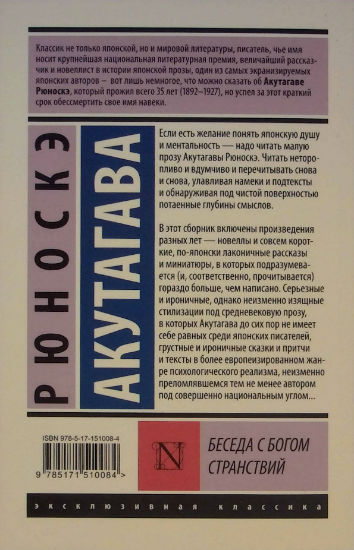 Классик не только японской, но и мировой литературы, писатель, чье имя
носит крупнейшая национальная литературная премия, величайший рассказ-
чик и новеллист в истории японской прозы, один из самых экранизируемых
японских авторов – вот лишь немногое, что можно сказать об Акутагаве
Рюноскэ, который прожил всего 35 лет (1892–1927), но успел за этот краткий
срок обессмертить свое имя навеки.
РЮНОСКЭ
АКУТАГАВА
Если есть желание понять японскую душу
и ментальность — надо читать малую
прозу Акутагавы Рюноскэ. Читать неторо-
пливо и вдумчиво и перечитывать снова
и снова, улавливая намеки и подтексты
и обнаруживая под чистой поверхностью
потаенные глубины смыслов.
В этот сборник включены произведения
разных лет — новеллы и совсем корот-
кие, по-японски лаконичные рассказы
и миниатюры, в которых подразумева-
ется (и, соответственно, прочитывается)
гораздо больше, чем написано. Серьезные
и ироничные, однако неизменно изящные
стилизации под средневековую прозу,
в которых Акутагава до сих пор не имеет
себе равных среди японских писателей,
грустные и ироничные сказки и притчи
и тексты в более европеизированном жан-
ре психологического реализма, неизменно
преломлявшемся тем не менее автором
под совершенно национальным углом...
ISBN 978-5-17-151008-4
9 785171 510084 >
N
БЕСЕДА С БОГОМ
СТРАНСТВИЙ
эксклюзивная классика